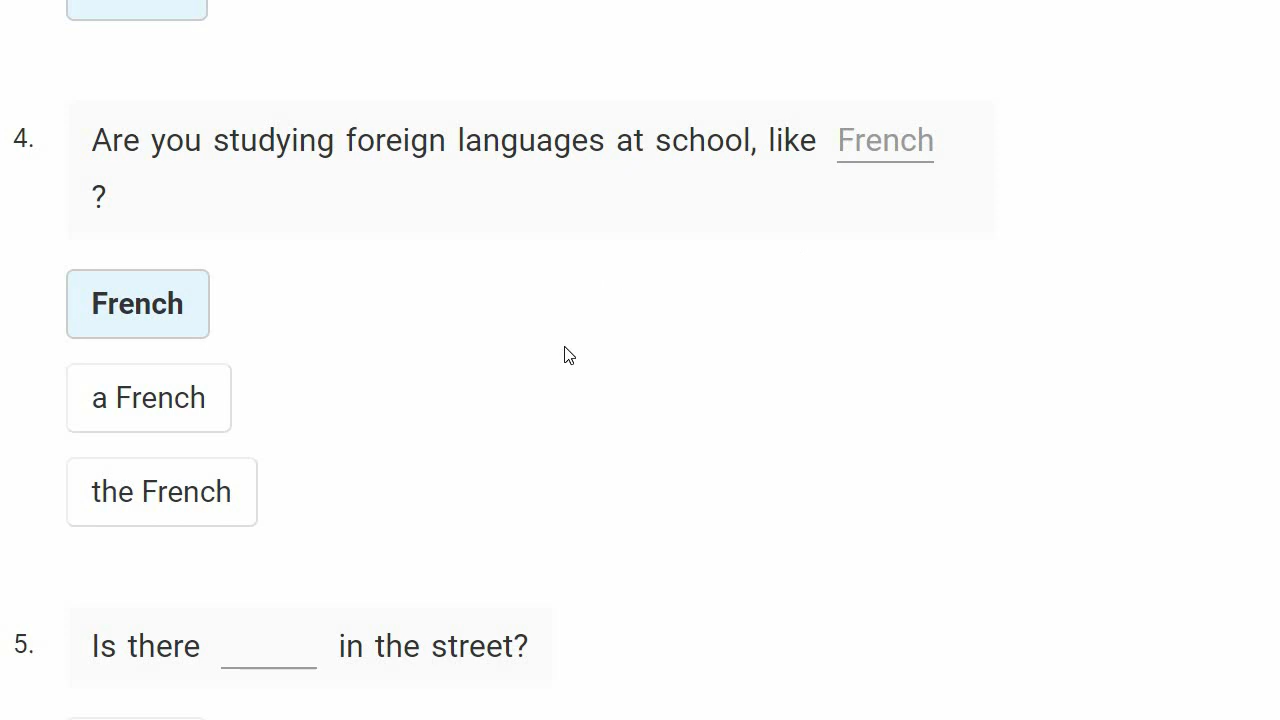 4.
Are you studying foreign languages at school, like French
?
French
a French
the French
5.
Is there ______ in the street?